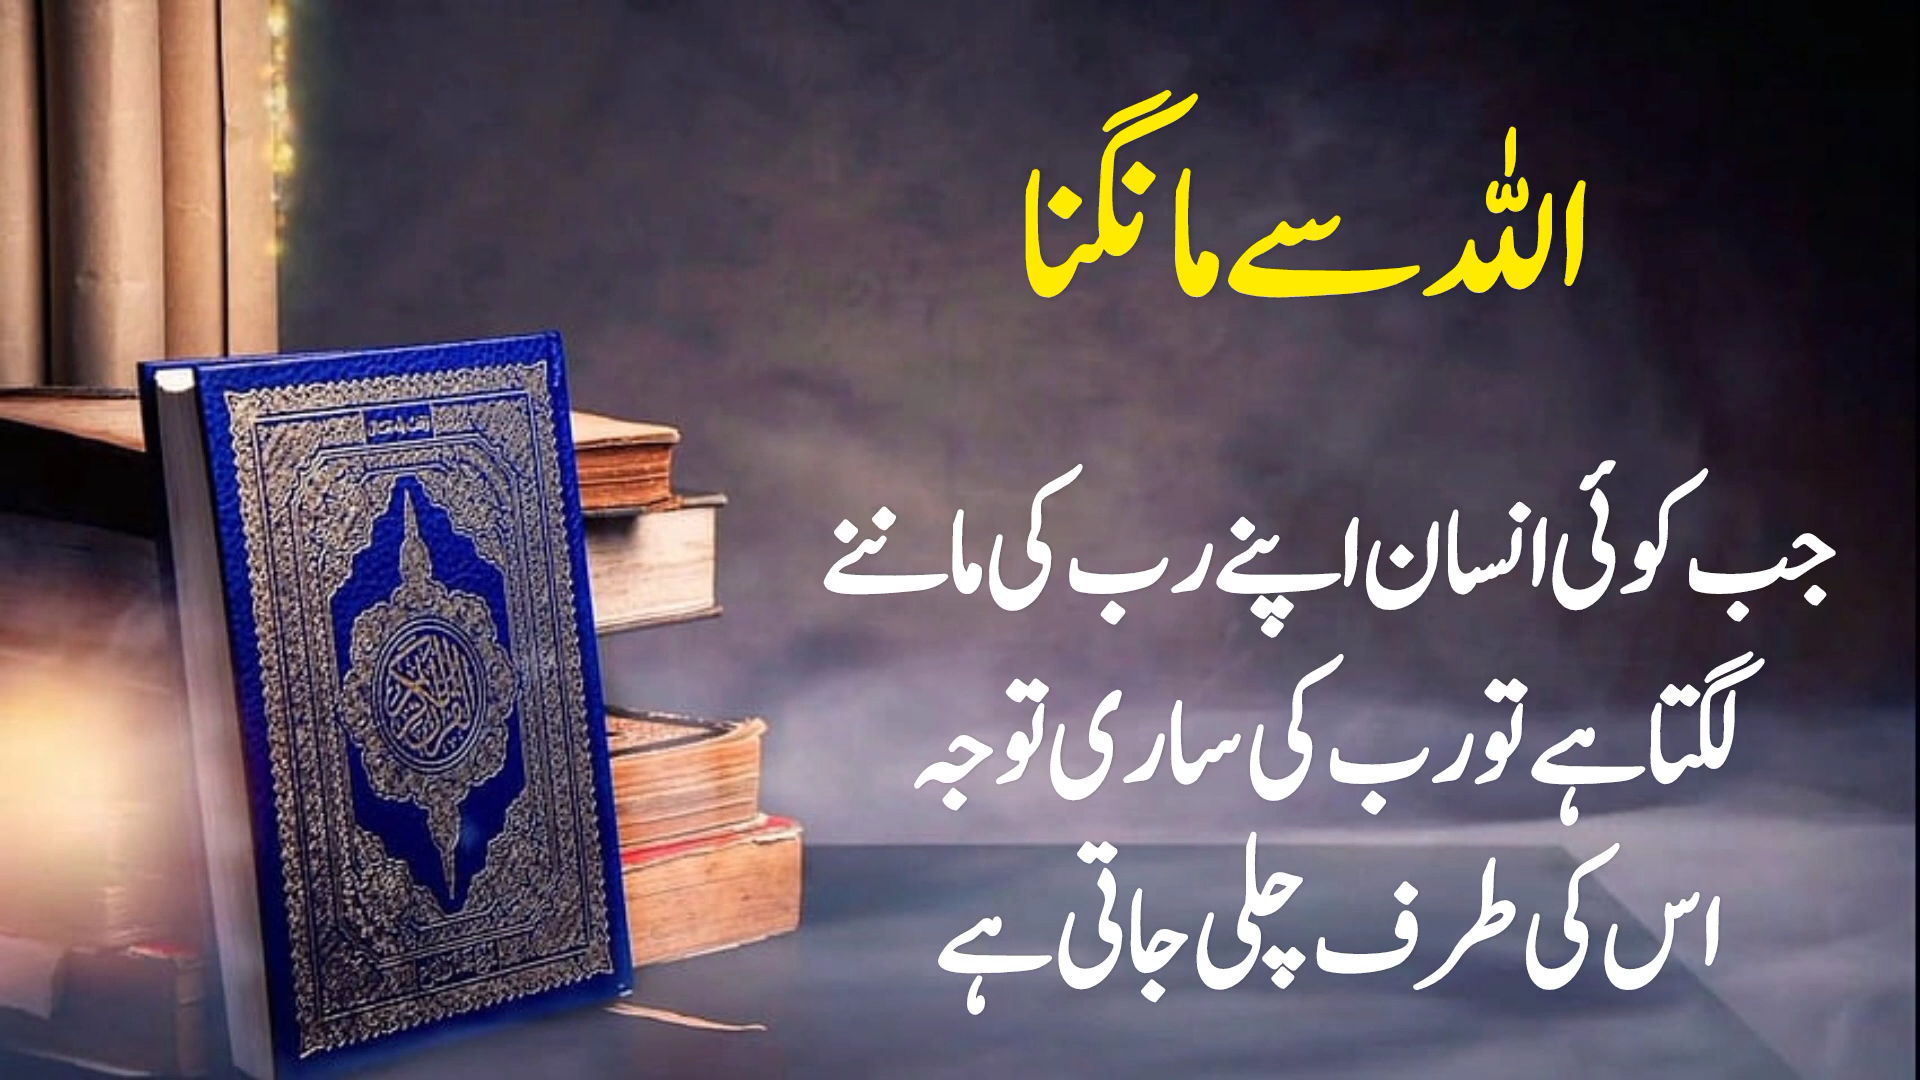 اللہ سے مانگنا
جب کوئی انسان اپنے رب کی ماننے
لگتا ہے تو رب کی ساری توجہ
اس کی طرف چلی جاتی ہے